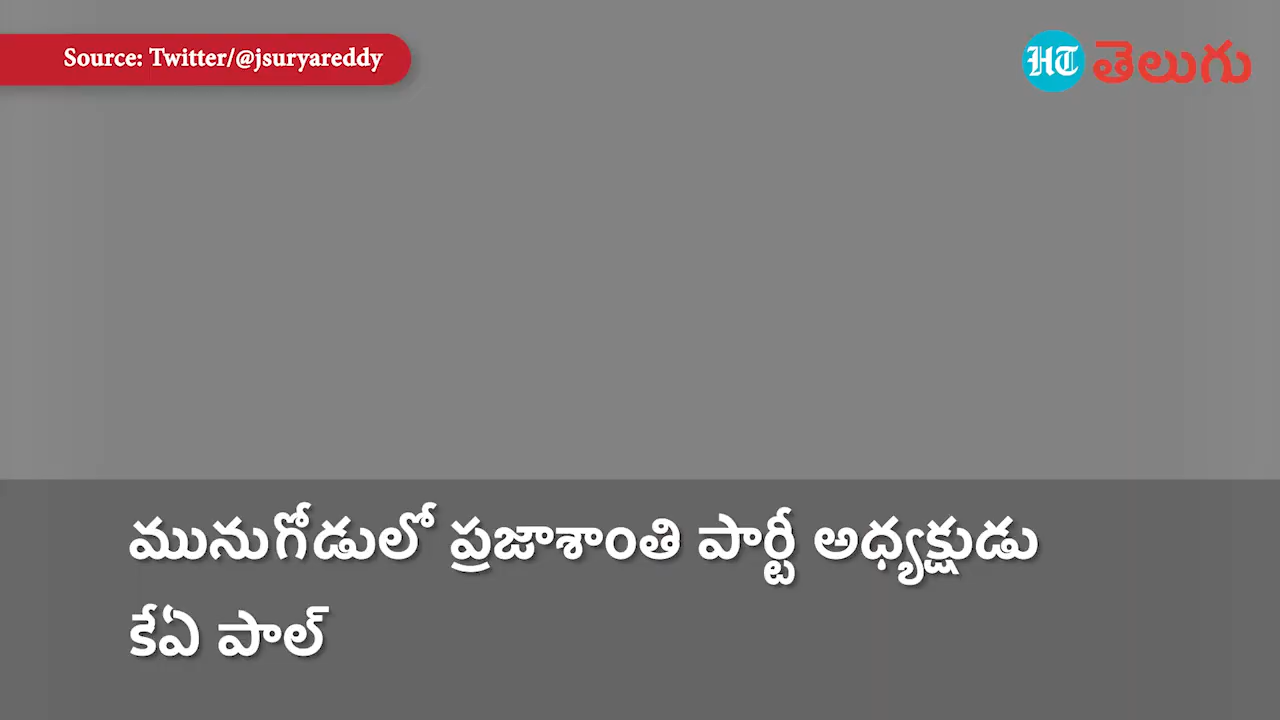 Source: Twitter/@jsuryareddy
HT తెలుగు
మునుగోడులో ప్రజాశాంతి పార్టీ అధ్యక్షుడు
కేఏ పాల్